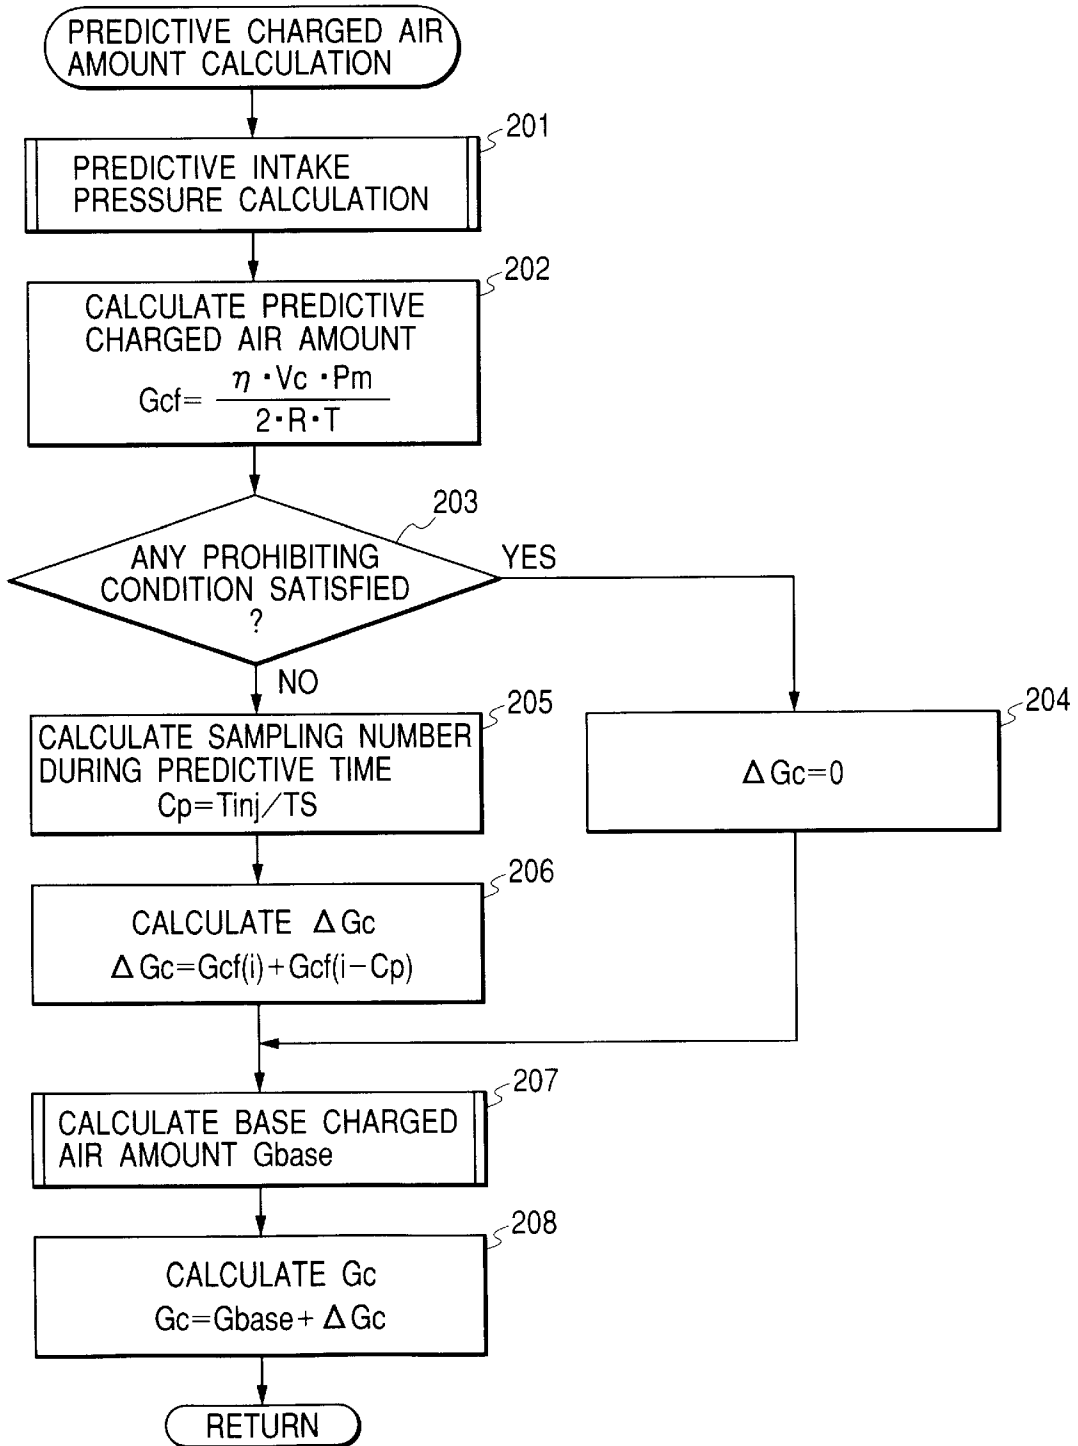 PREDICTIVE CHARGED AIR
AMOUNT CALCULATION
201
PREDICTIVE INTAKE
PRESSURE CALCULATION
202
CALCULATE PREDICTIVE
CHARGED AIR AMOUNT
Gcf= η・Vc・Pm / 2・R・T
203
ANY PROHIBITING
CONDITION SATISFIED
?
YES
NO
205
CALCULATE SAMPLING NUMBER
DURING PREDICTIVE TIME
Cp=Tinj/TS
204
ΔGc=0
206
CALCULATE ΔGc
ΔGc=Gcf(i)+Gcf(i−Cp)
207
CALCULATE BASE CHARGED
AIR AMOUNT Gbase
208
CALCULATE Gc
Gc=Gbase+ΔGc
RETURN